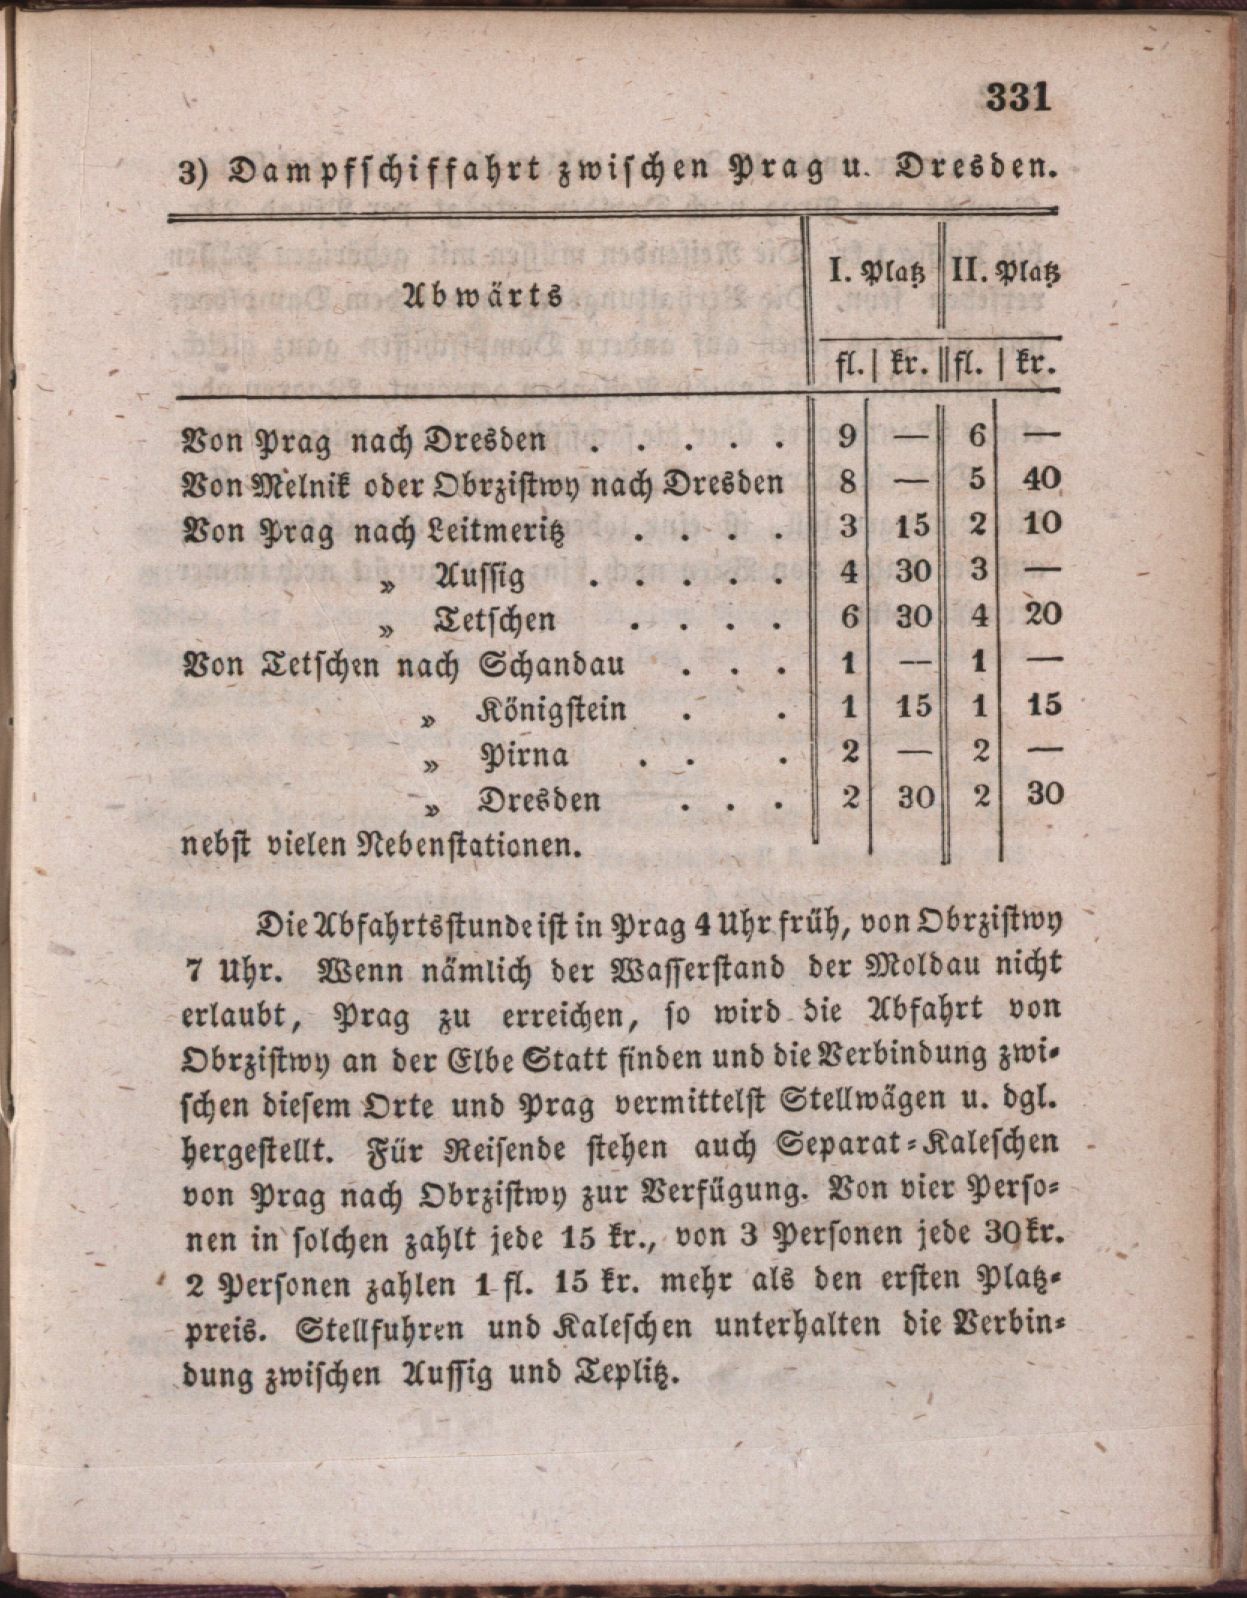 331
3) Dampfschiffahrt zwischen Prag u. Dresden.
Abwärts I. Platz II. Platz
fl. kr. fl. kr.
Von Prag nach Dresden . . . . . 9 — 6 —
Von Melnik oder Obrzistwy nach Dresden 8 — 5 40
Von Prag nach Leitmeritz . . . . 3 15 2 10
„ Aussig . . . . . 4 30 3 —
„ Tetschen . . . . 6 30 4 20
Von Tetschen nach Schandau . . . 1 — 1 —
„ Königstein . . 1 15 1 15
„ Pirna . . . 2 — 2 —
„ Dresden . . . 2 30 2 30
nebst vielen Nebenstationen.
Die Abfahrtsstunde ist in Prag 4 Uhr früh, von Obrzistwy
7 Uhr. Wenn nämlich der Wasserstand der Moldau nicht
erlaubt, Prag zu erreichen, so wird die Abfahrt von
Obrzistwy an der Elbe Statt finden und die Verbindung zwi-
schen diesem Orte und Prag vermittelst Stellwägen u. dgl.
hergestellt. Für Reisende stehen auch Separat-Kaleschen
von Prag nach Obrzistwy zur Verfügung. Von vier Perso-
nen in solchen zahlt jede 15 kr., von 3 Personen jede 30 kr.
2 Personen zahlen 1 fl. 15 kr. mehr als den ersten Platz-
preis. Stellfuhren und Kaleschen unterhalten die Verbin-
dung zwischen Aussig und Teplitz.